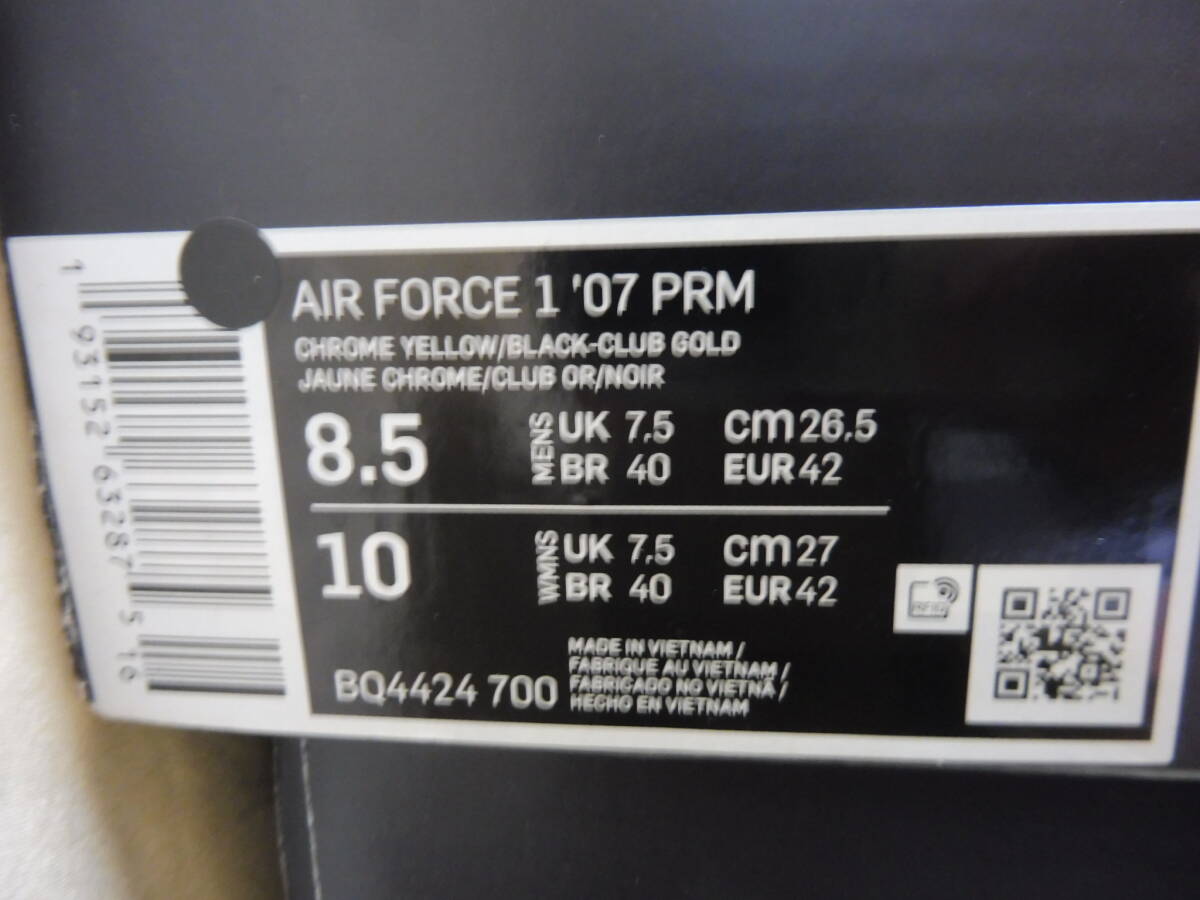 AIR FORCE 1 '07 PRM
CHROME YELLOW/BLACK-CLUB GOLD
JAUNE CHROME/CLUB OR/NOIR
8.5 MENS UK 7.5 cm 26.5
BR 40 EUR 42
10 WMNS UK 7.5 cm 27
BR 40 EUR 42
BQ4424 700
MADE IN VIETNAM /
FABRIQUE AU VIETNAM /
FABRICADO NO VIETNÃ /
HECHO EN VIETNAM
RFID
1 93152 63287 5 16